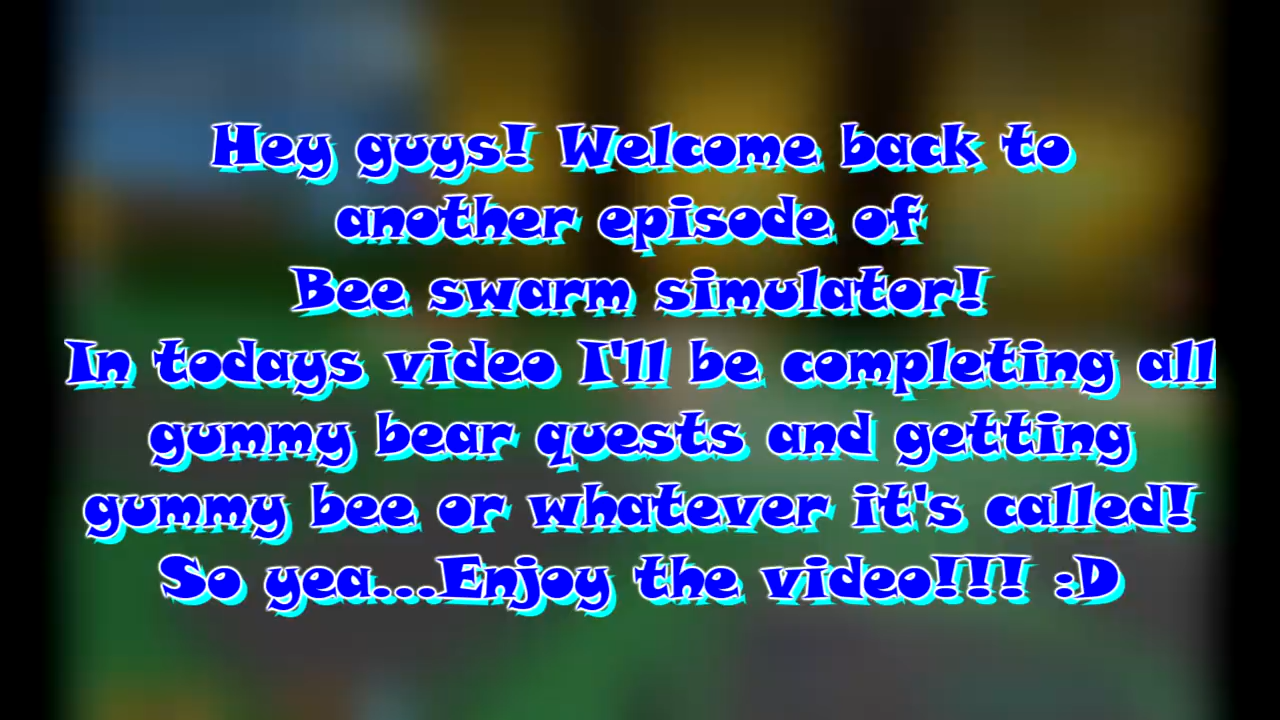 Hey guys! Welcome back to
another episode of
Bee swarm simulator!
In todays video I'll be completing all
gummy bear quests and getting
gummy bee or whatever it's called!
So yea...Enjoy the video!!! :D